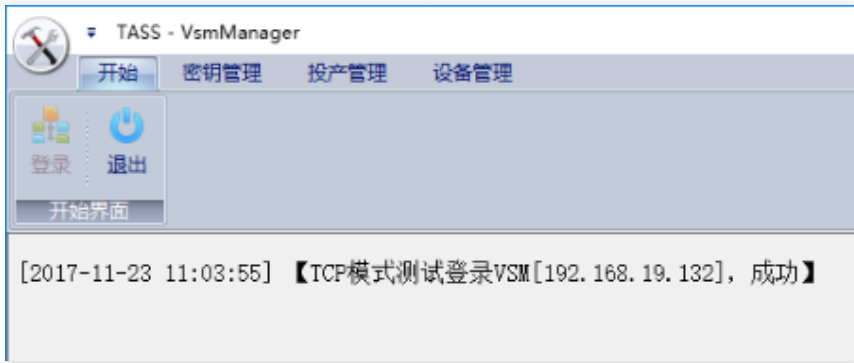 TASS - VsmManager
开始 密钥管理 投产管理 设备管理
登录 退出
开始界面
[2017-11-23 11:03:55] 【TCP模式测试登录VSM[192.168.19.132]，成功】